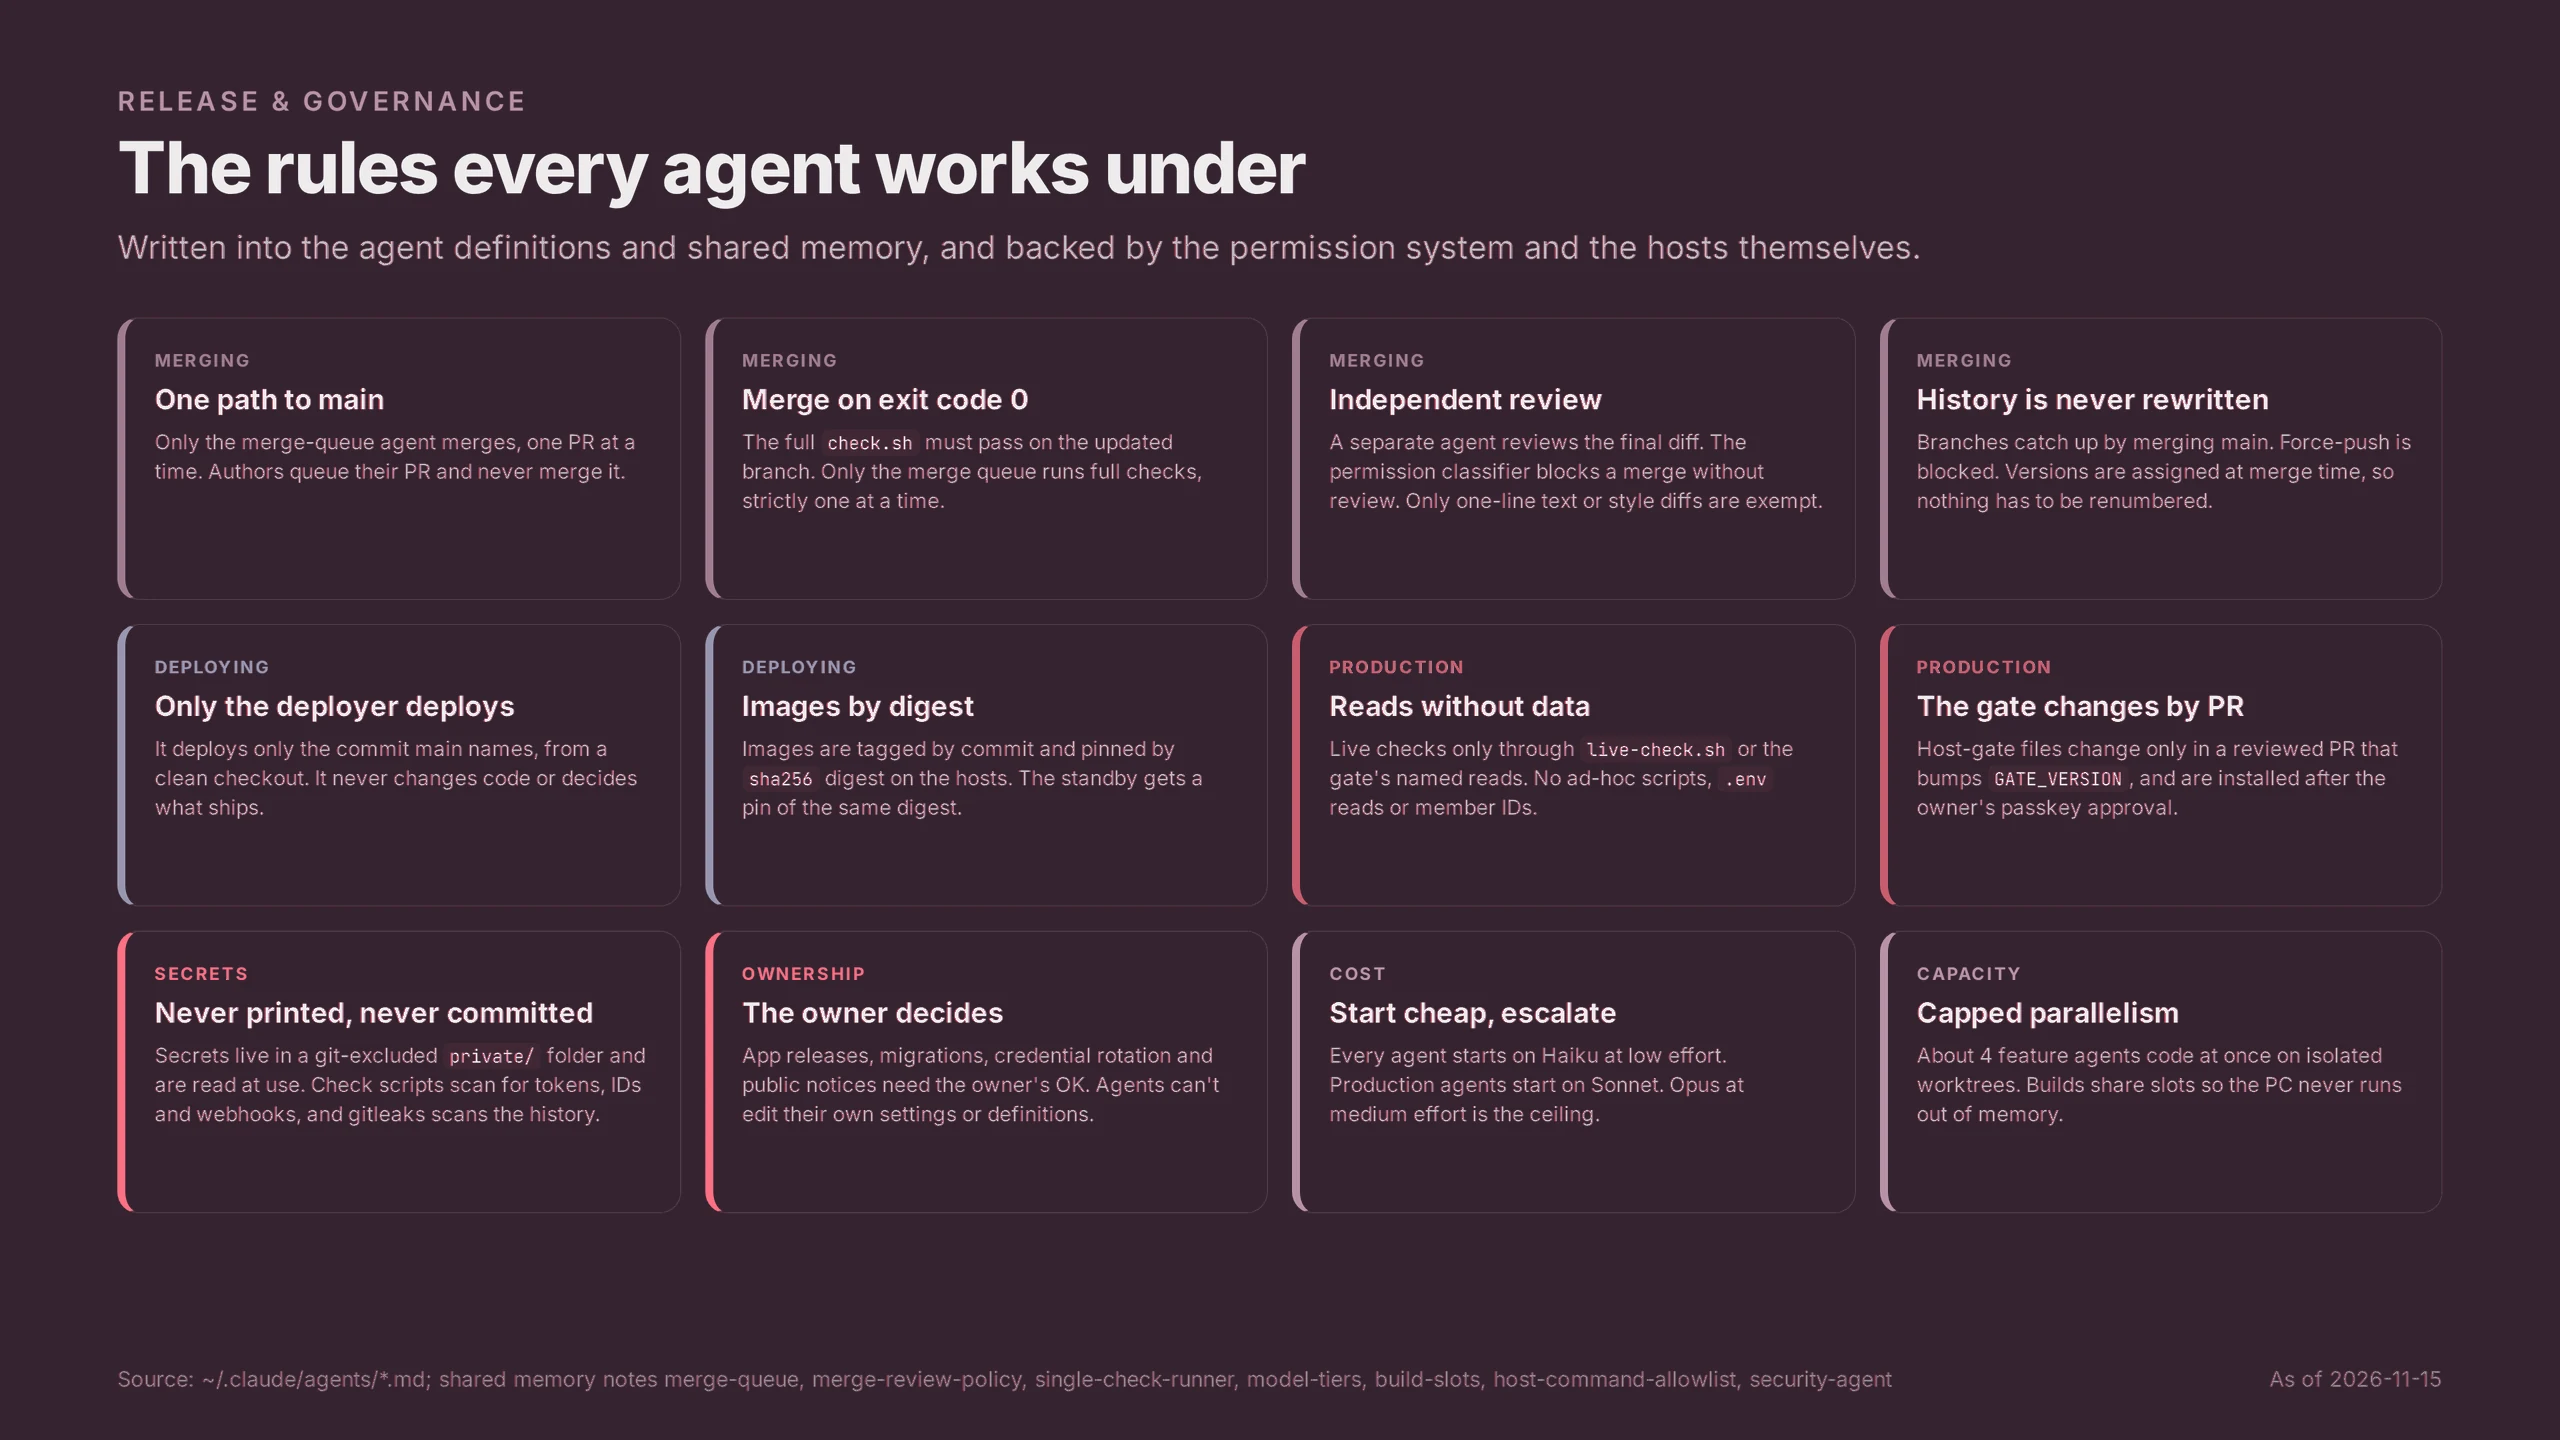 RELEASE & GOVERNANCE
The rules every agent works under
Written into the agent definitions and shared memory, and backed by the permission system and the hosts themselves.
MERGING
One path to main
Only the merge-queue agent merges, one PR at a
time. Authors queue their PR and never merge it.
MERGING
Merge on exit code 0
The full check.sh must pass on the updated
branch. Only the merge queue runs full checks,
strictly one at a time.
MERGING
Independent review
A separate agent reviews the final diff. The
permission classifier blocks a merge without
review. Only one-line text or style diffs are exempt.
MERGING
History is never rewritten
Branches catch up by merging main. Force-push is
blocked. Versions are assigned at merge time, so
nothing has to be renumbered.
DEPLOYING
Only the deployer deploys
It deploys only the commit main names, from a
clean checkout. It never changes code or decides
what ships.
DEPLOYING
Images by digest
Images are tagged by commit and pinned by
sha256 digest on the hosts. The standby gets a
pin of the same digest.
PRODUCTION
Reads without data
Live checks only through live-check.sh or the
gate's named reads. No ad-hoc scripts, .env
reads or member IDs.
PRODUCTION
The gate changes by PR
Host-gate files change only in a reviewed PR that
bumps GATE_VERSION, and are installed after the
owner's passkey approval.
SECRETS
Never printed, never committed
Secrets live in a git-excluded private/ folder and
are read at use. Check scripts scan for tokens, IDs
and webhooks, and gitleaks scans the history.
OWNERSHIP
The owner decides
App releases, migrations, credential rotation and
public notices need the owner's OK. Agents can't
edit their own settings or definitions.
COST
Start cheap, escalate
Every agent starts on Haiku at low effort.
Production agents start on Sonnet. Opus at
medium effort is the ceiling.
CAPACITY
Capped parallelism
About 4 feature agents code at once on isolated
worktrees. Builds share slots so the PC never runs
out of memory.
Source: ~/.claude/agents/*.md; shared memory notes merge-queue, merge-review-policy, single-check-runner, model-tiers, build-slots, host-command-allowlist, security-agent
As of 2026-11-15